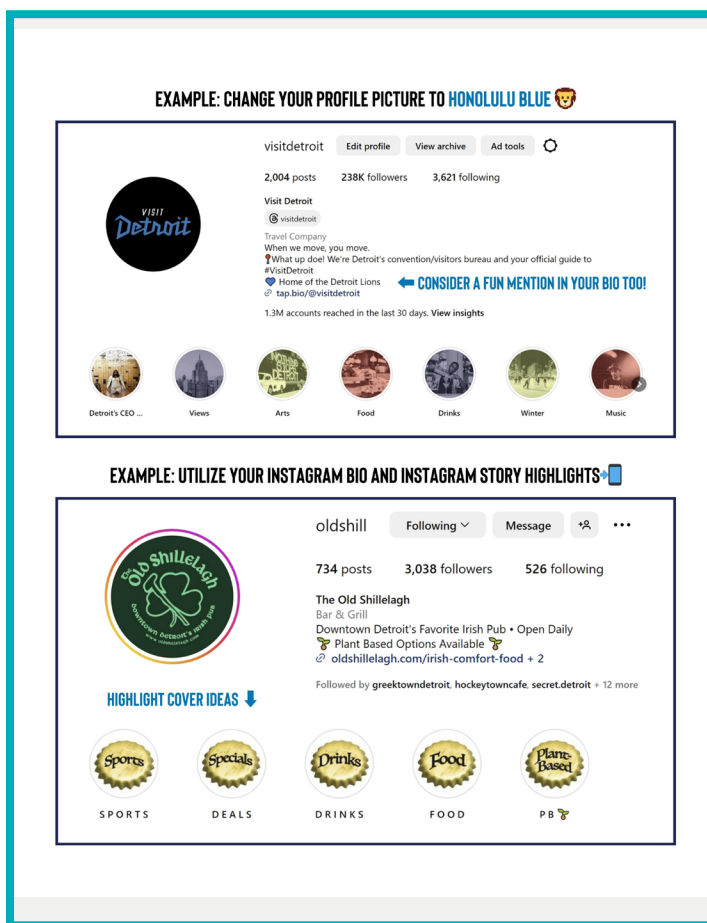 EXAMPLE: CHANGE YOUR PROFILE PICTURE TO HONOLULU BLUE 🦁
visitdetroit Edit profile View archive Ad tools
2,004 posts 238K followers 3,621 following
VISIT
Detroit
Visit Detroit
visitdetroit
Travel Company
When we move, you move.
📍What up doe! We're Detroit's convention/visitors bureau and your official guide to
#VisitDetroit
💙 Home of the Detroit Lions ⬅ CONSIDER A FUN MENTION IN YOUR BIO TOO!
tap.bio/@visitdetroit
1.3M accounts reached in the last 30 days. View insights
Detroit's CEO ... Views Arts Food Drinks Winter Music
EXAMPLE: UTILIZE YOUR INSTAGRAM BIO AND INSTAGRAM STORY HIGHLIGHTS📲
oldshill Following Message
734 posts 3,038 followers 526 following
The Old Shillelagh
downtown detroit's irish pub
www.oldshillelagh.com
The Old Shillelagh
Bar & Grill
Downtown Detroit's Favorite Irish Pub • Open Daily
🌱 Plant Based Options Available 🌱
oldshillelagh.com/irish-comfort-food + 2
Followed by greektowndetroit, hockeytowncafe, secret.detroit + 12 more
HIGHLIGHT COVER IDEAS ⬇
Sports Specials Drinks Food Plant-
Based
SPORTS DEALS DRINKS FOOD PB🌱